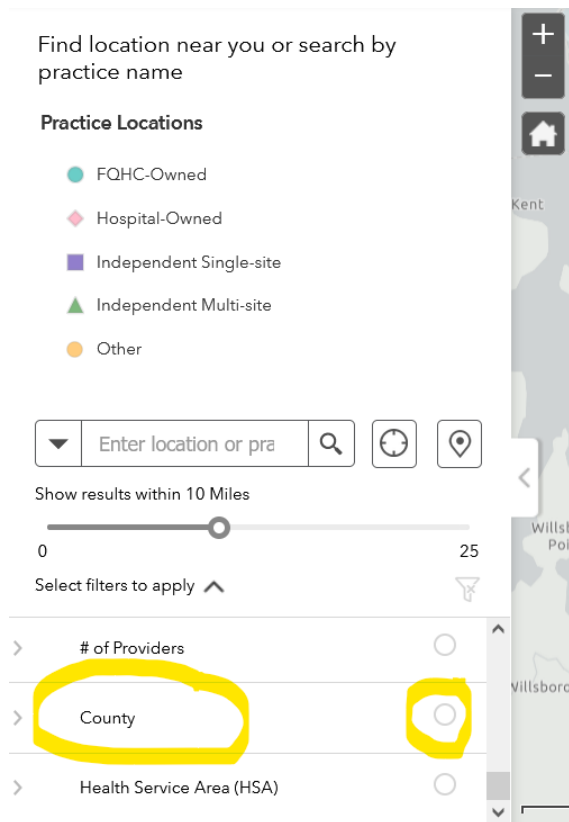 Find location near you or search by
practice name
Practice Locations
FQHC-Owned
Hospital-Owned
Independent Single-site
Independent Multi-site
Other
Enter location or pra
Show results within 10 Miles
0
25
Select filters to apply
# of Providers
County
Health Service Area (HSA)
+
−
Kent
Poi